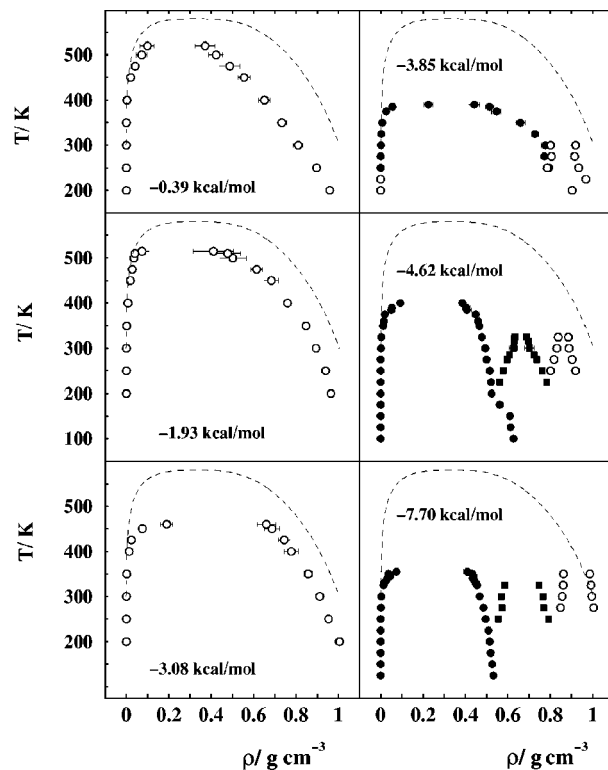 T/ K
500
400
300
200
−0.39 kcal/mol
−3.85 kcal/mol
T/ K
500
400
300
200
100
−1.93 kcal/mol
−4.62 kcal/mol
T/ K
500
400
300
200
−3.08 kcal/mol
−7.70 kcal/mol
0 0.2 0.4 0.6 0.8 1
0 0.2 0.4 0.6 0.8 1
ρ/ g cm−3
ρ/ g cm−3